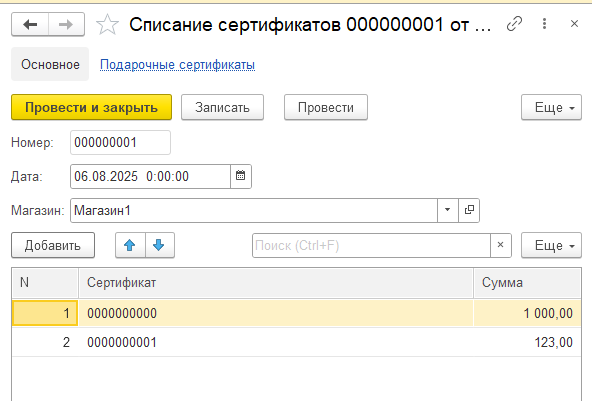 Списание сертификатов 000000001 от ...
Основное Подарочные сертификаты
Провести и закрыть Записать Провести Еще
Номер: 000000001
Дата: 06.08.2025 0:00:00
Магазин: Магазин1
Добавить Поиск (Ctrl+F) × Еще
N Сертификат Сумма
1 0000000000 1 000,00
2 0000000001 123,00